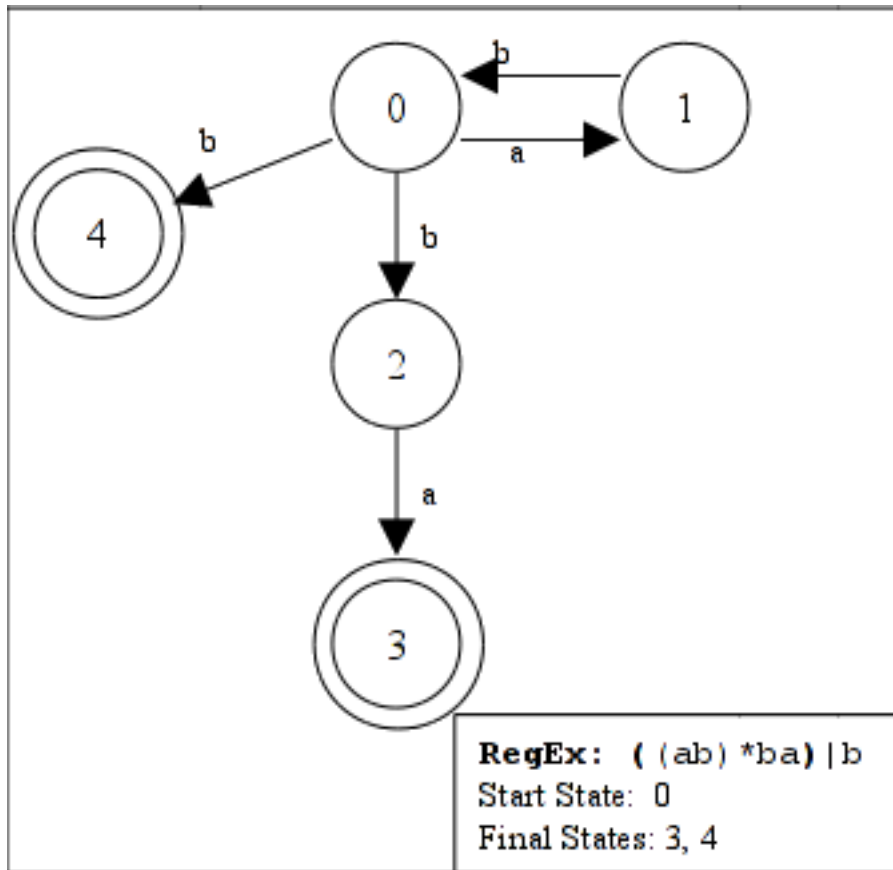 b
0
1
a
b
4
b
2
a
3
RegEx: ((ab)*ba)|b
Start State: 0
Final States: 3, 4